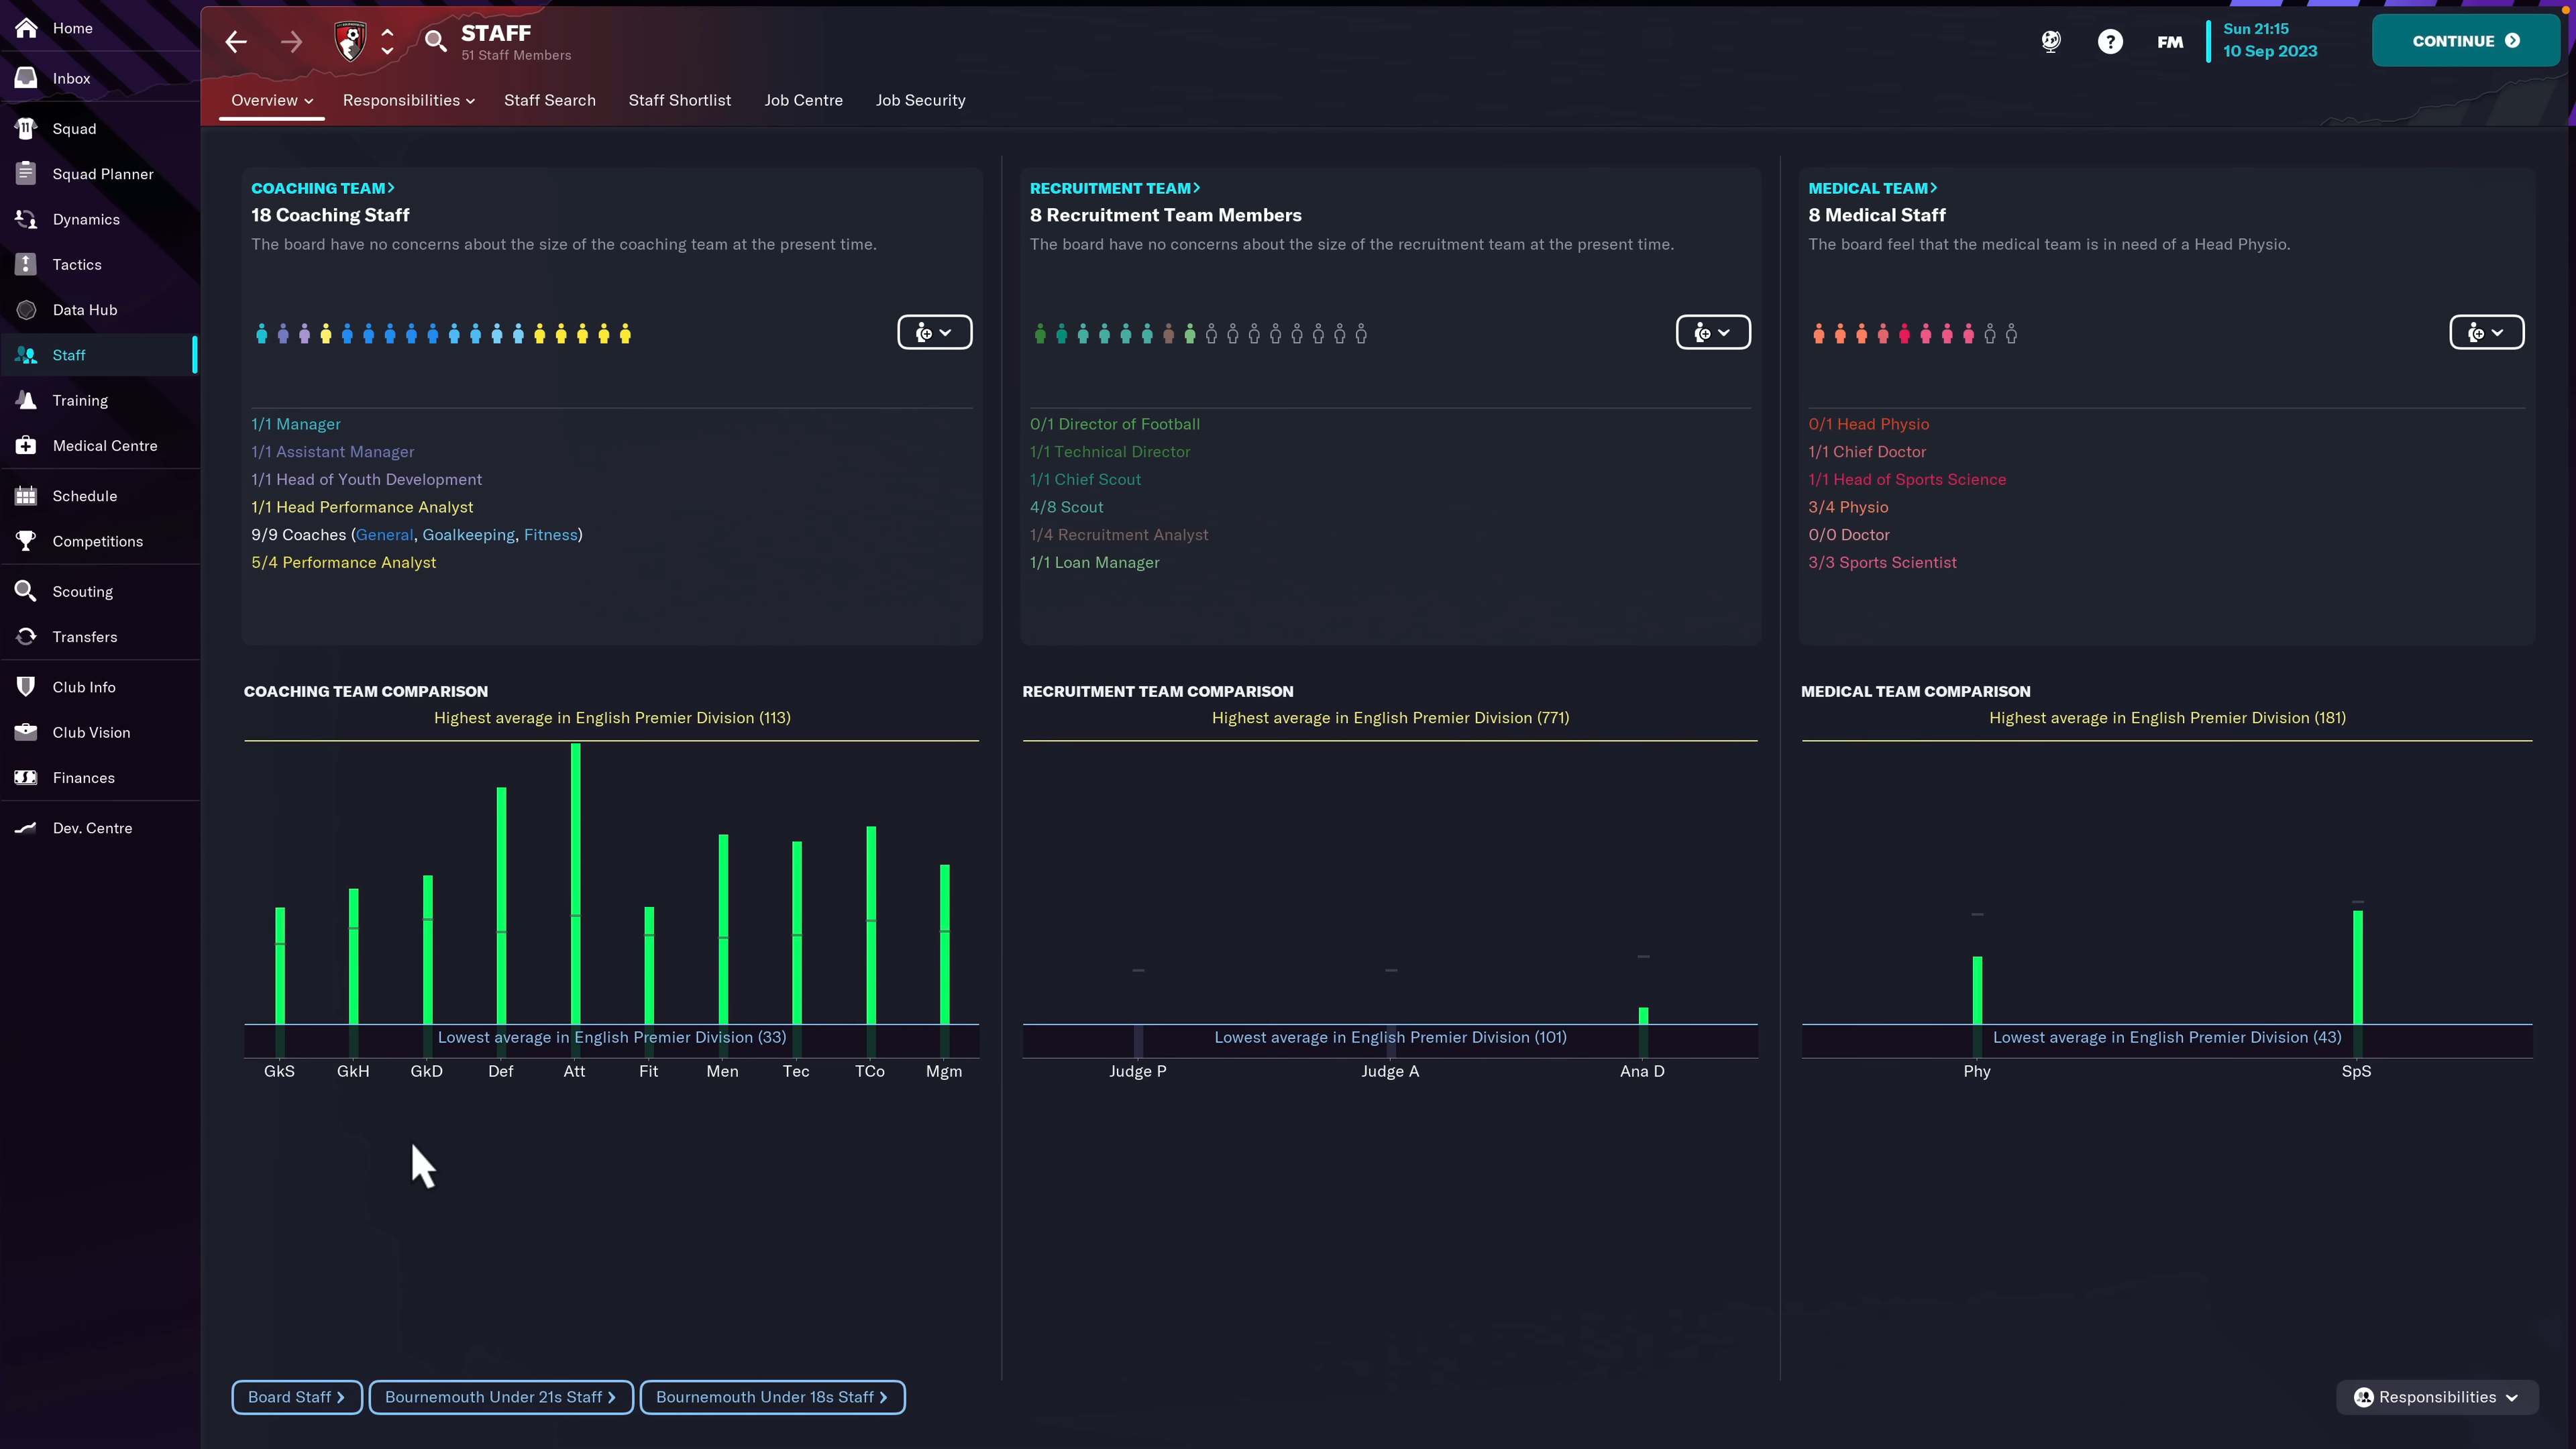 Home
Inbox
Squad
Squad Planner
Dynamics
Tactics
Data Hub
Staff
Training
Medical Centre
Schedule
Competitions
Scouting
Transfers
Club Info
Club Vision
Finances
Dev. Centre
STAFF
51 Staff Members
FM
Sun 21:15
10 Sep 2023
CONTINUE
Overview
Responsibilities
Staff Search
Staff Shortlist
Job Centre
Job Security
COACHING TEAM
18 Coaching Staff
The board have no concerns about the size of the coaching team at the present time.
1/1 Manager
1/1 Assistant Manager
1/1 Head of Youth Development
1/1 Head Performance Analyst
9/9 Coaches (General, Goalkeeping, Fitness)
5/4 Performance Analyst
RECRUITMENT TEAM
8 Recruitment Team Members
The board have no concerns about the size of the recruitment team at the present time.
0/1 Director of Football
1/1 Technical Director
1/1 Chief Scout
4/8 Scout
1/4 Recruitment Analyst
1/1 Loan Manager
MEDICAL TEAM
8 Medical Staff
The board feel that the medical team is in need of a Head Physio.
0/1 Head Physio
1/1 Chief Doctor
1/1 Head of Sports Science
3/4 Physio
0/0 Doctor
3/3 Sports Scientist
COACHING TEAM COMPARISON
Highest average in English Premier Division (113)
Lowest average in English Premier Division (33)
GkS GkH GkD Def Att Fit Men Tec TCo Mgm
RECRUITMENT TEAM COMPARISON
Highest average in English Premier Division (771)
Lowest average in English Premier Division (101)
Judge P Judge A Ana D
MEDICAL TEAM COMPARISON
Highest average in English Premier Division (181)
Lowest average in English Premier Division (43)
Phy SpS
Board Staff
Bournemouth Under 21s Staff
Bournemouth Under 18s Staff
Responsibilities